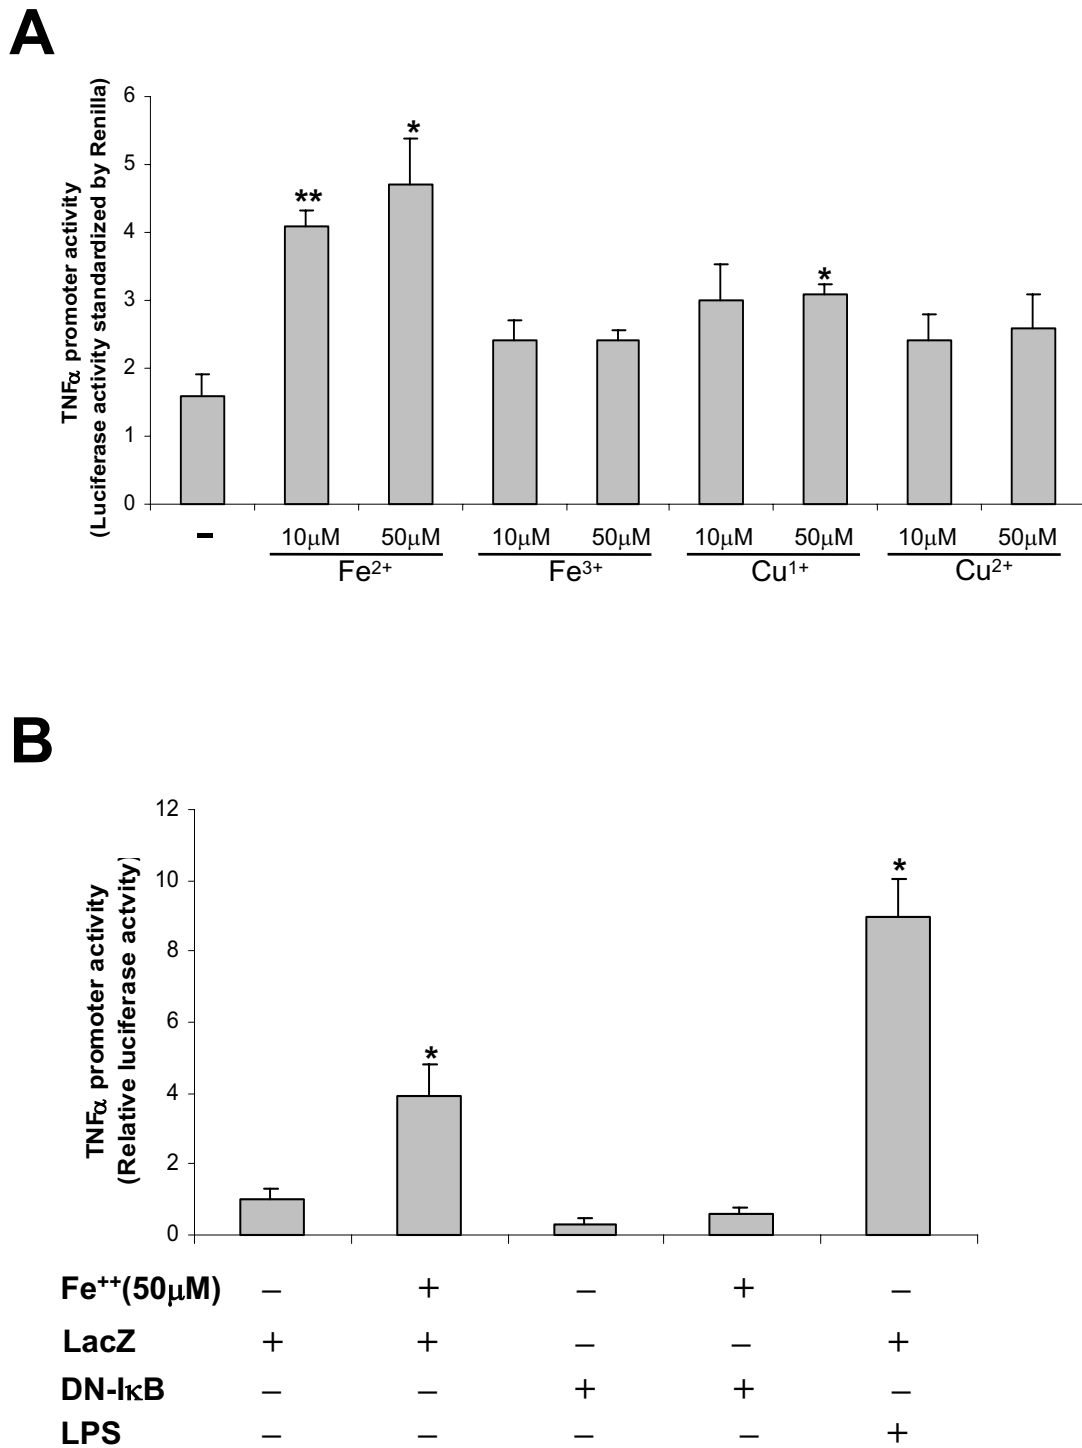 A
TNFα promoter activity
(Luciferase activity standardized by Renilla)
6
5
4
3
2
1
0
**
*
*
-
10μM 50μM 10μM 50μM 10μM 50μM 10μM 50μM
Fe²⁺ Fe³⁺ Cu¹⁺ Cu²⁺
B
TNFα promoter activity
(Relative luciferase actvity)
12
10
8
6
4
2
0
*
*
Fe⁺⁺(50μM) – + – + –
LacZ + + – – +
DN-IκB – – + + –
LPS – – – – +